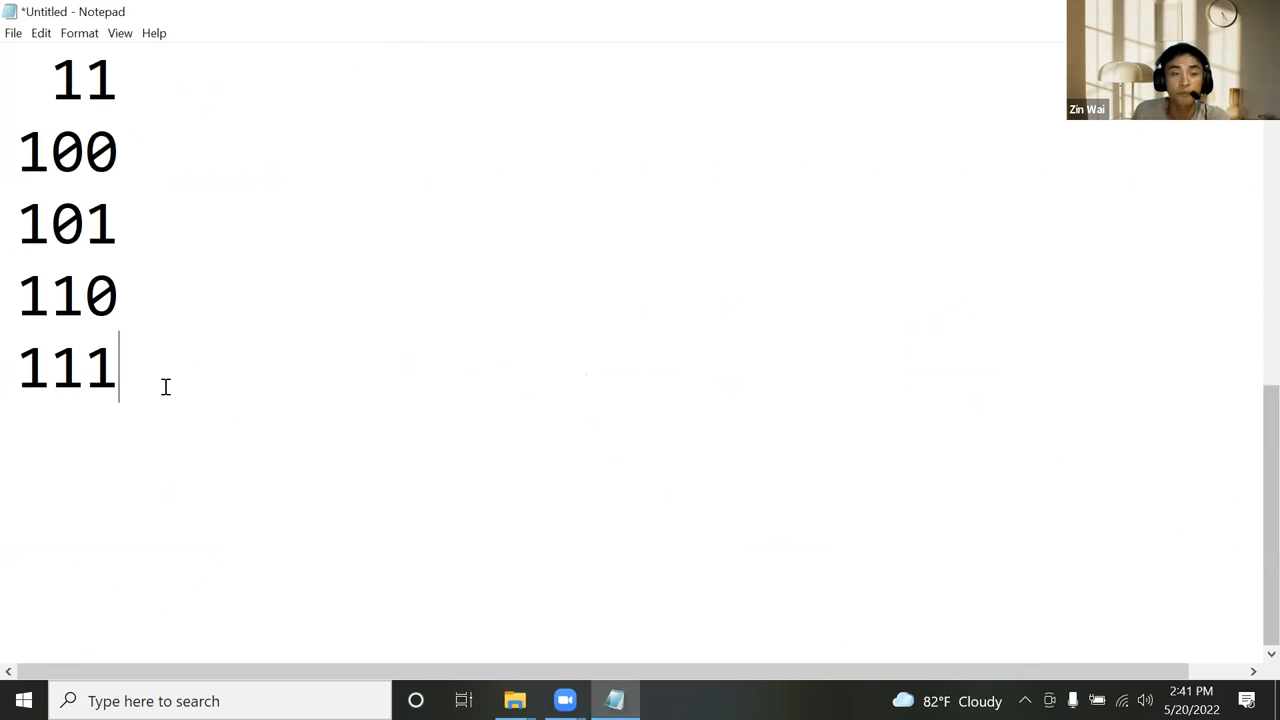 *Untitled - Notepad
File Edit Format View Help
11
100
101
110
111
Zin Wai
Type here to search
82°F Cloudy
2:41 PM
5/20/2022